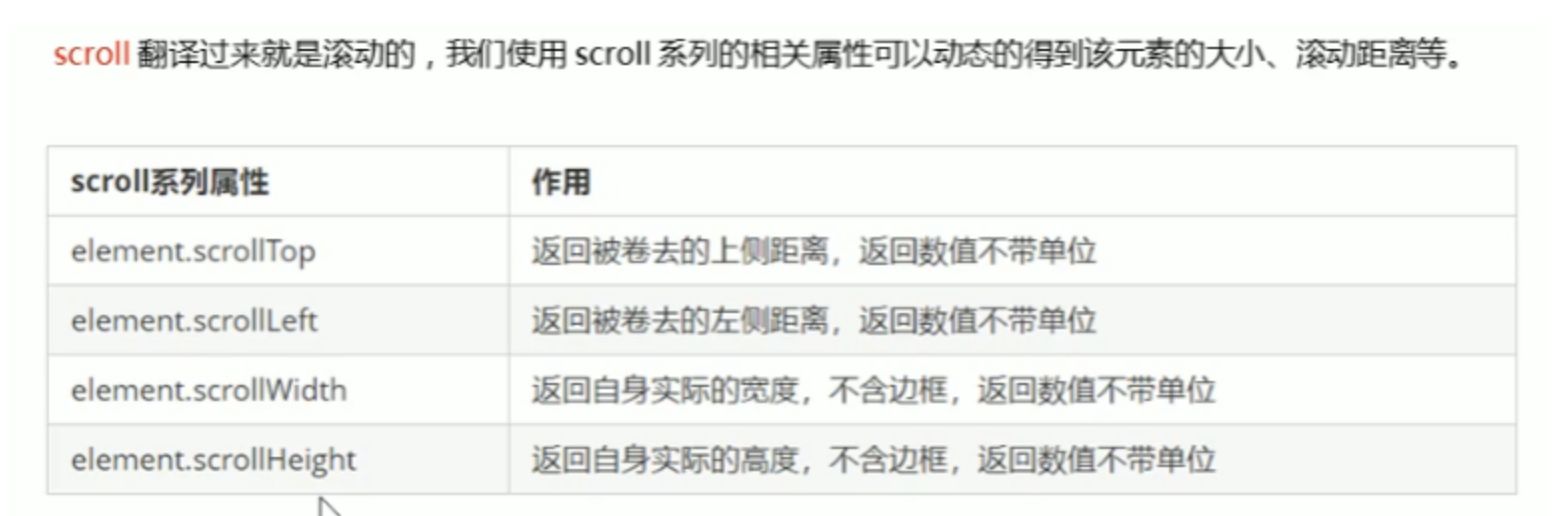 scroll 翻译过来就是滚动的，我们使用 scroll 系列的相关属性可以动态的得到该元素的大小、滚动距离等。
scroll系列属性 作用
element.scrollTop 返回被卷去的上侧距离，返回数值不带单位
element.scrollLeft 返回被卷去的左侧距离，返回数值不带单位
element.scrollWidth 返回自身实际的宽度，不含边框，返回数值不带单位
element.scrollHeight 返回自身实际的高度，不含边框，返回数值不带单位